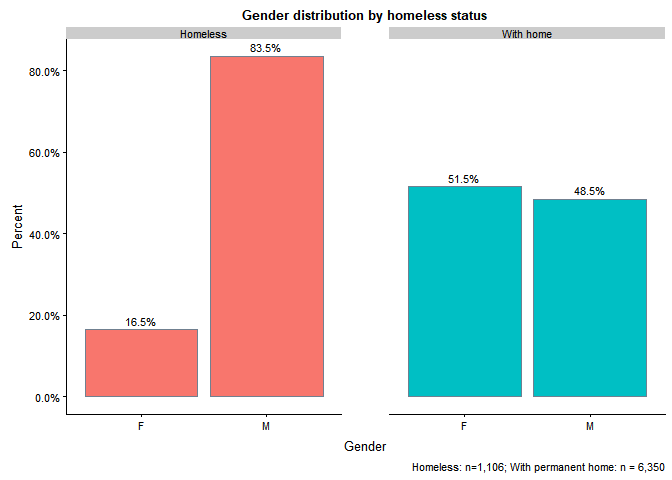 Gender distribution by homeless status
Homeless
With home
83.5%
16.5%
51.5%
48.5%
80.0%
60.0%
40.0%
20.0%
0.0%
Percent
F
M
F
M
Gender
Homeless: n=1,106; With permanent home: n = 6,350